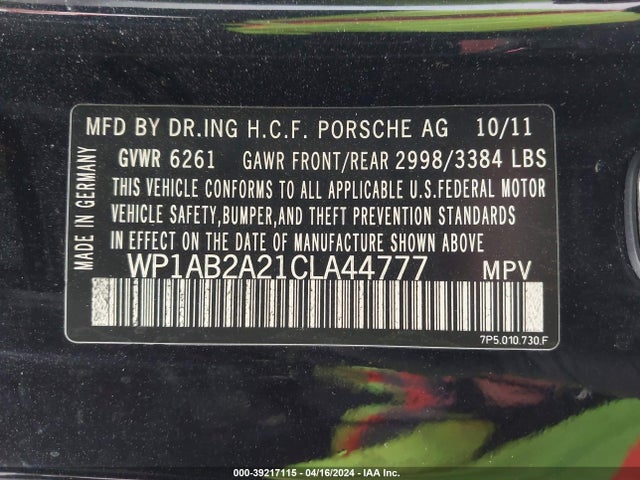 MFD BY DR.ING H.C.F. PORSCHE AG 10/11
GVWR 6261 GAWR FRONT/REAR 2998/3384 LBS
THIS VEHICLE CONFORMS TO ALL APPLICABLE U.S.FEDERAL MOTOR
VEHICLE SAFETY,BUMPER,AND THEFT PREVENTION STANDARDS
IN EFFECT ON THE DATE OF MANUFACTURE SHOWN ABOVE.
WP1AB2A21CLA44777 MPV
MADE IN GERMANY
7P5.010.730.F
000-39217115 - 04/16/2024 - IAA Inc.